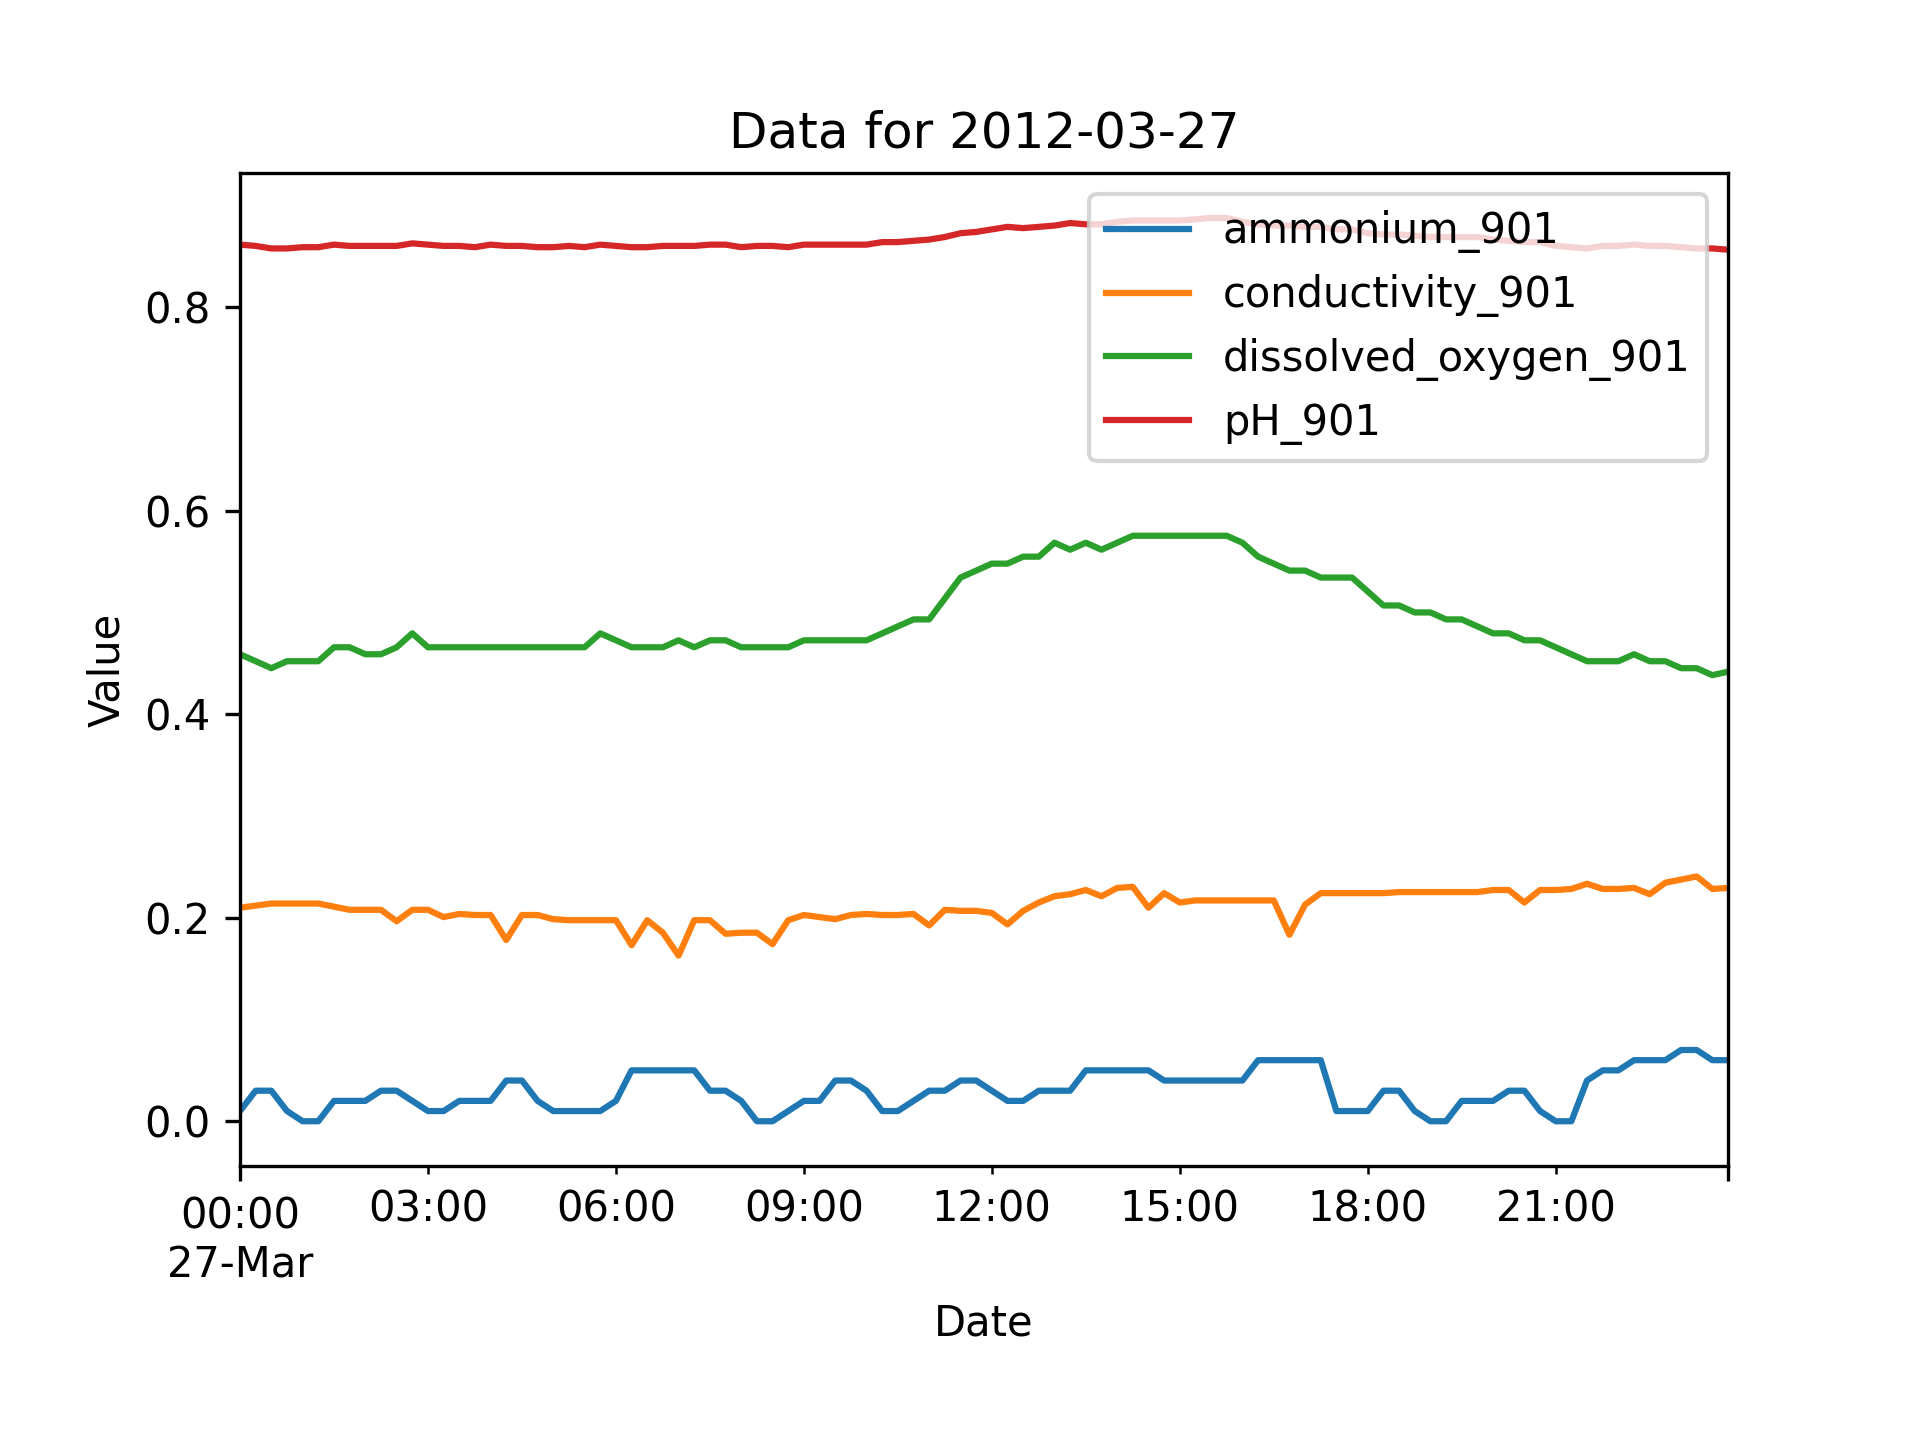 Data for 2012-03-27
ammonium_901
conductivity_901
dissolved_oxygen_901
pH_901
0.8
0.6
0.4
0.2
0.0
Value
00:00 03:00 06:00 09:00 12:00 15:00 18:00 21:00
27-Mar
Date